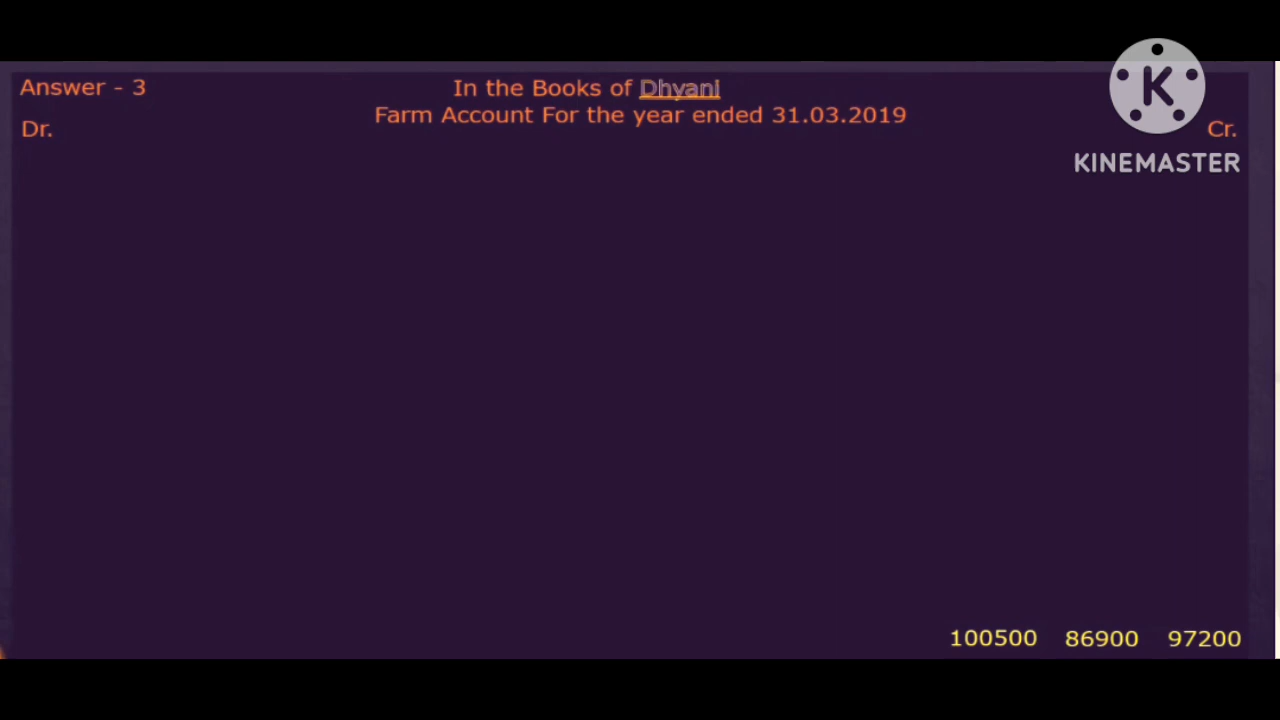 Answer - 3
In the Books of Dhyani
Farm Account For the year ended 31.03.2019
Dr.
Cr.
K
KINEMASTER
100500 86900 97200